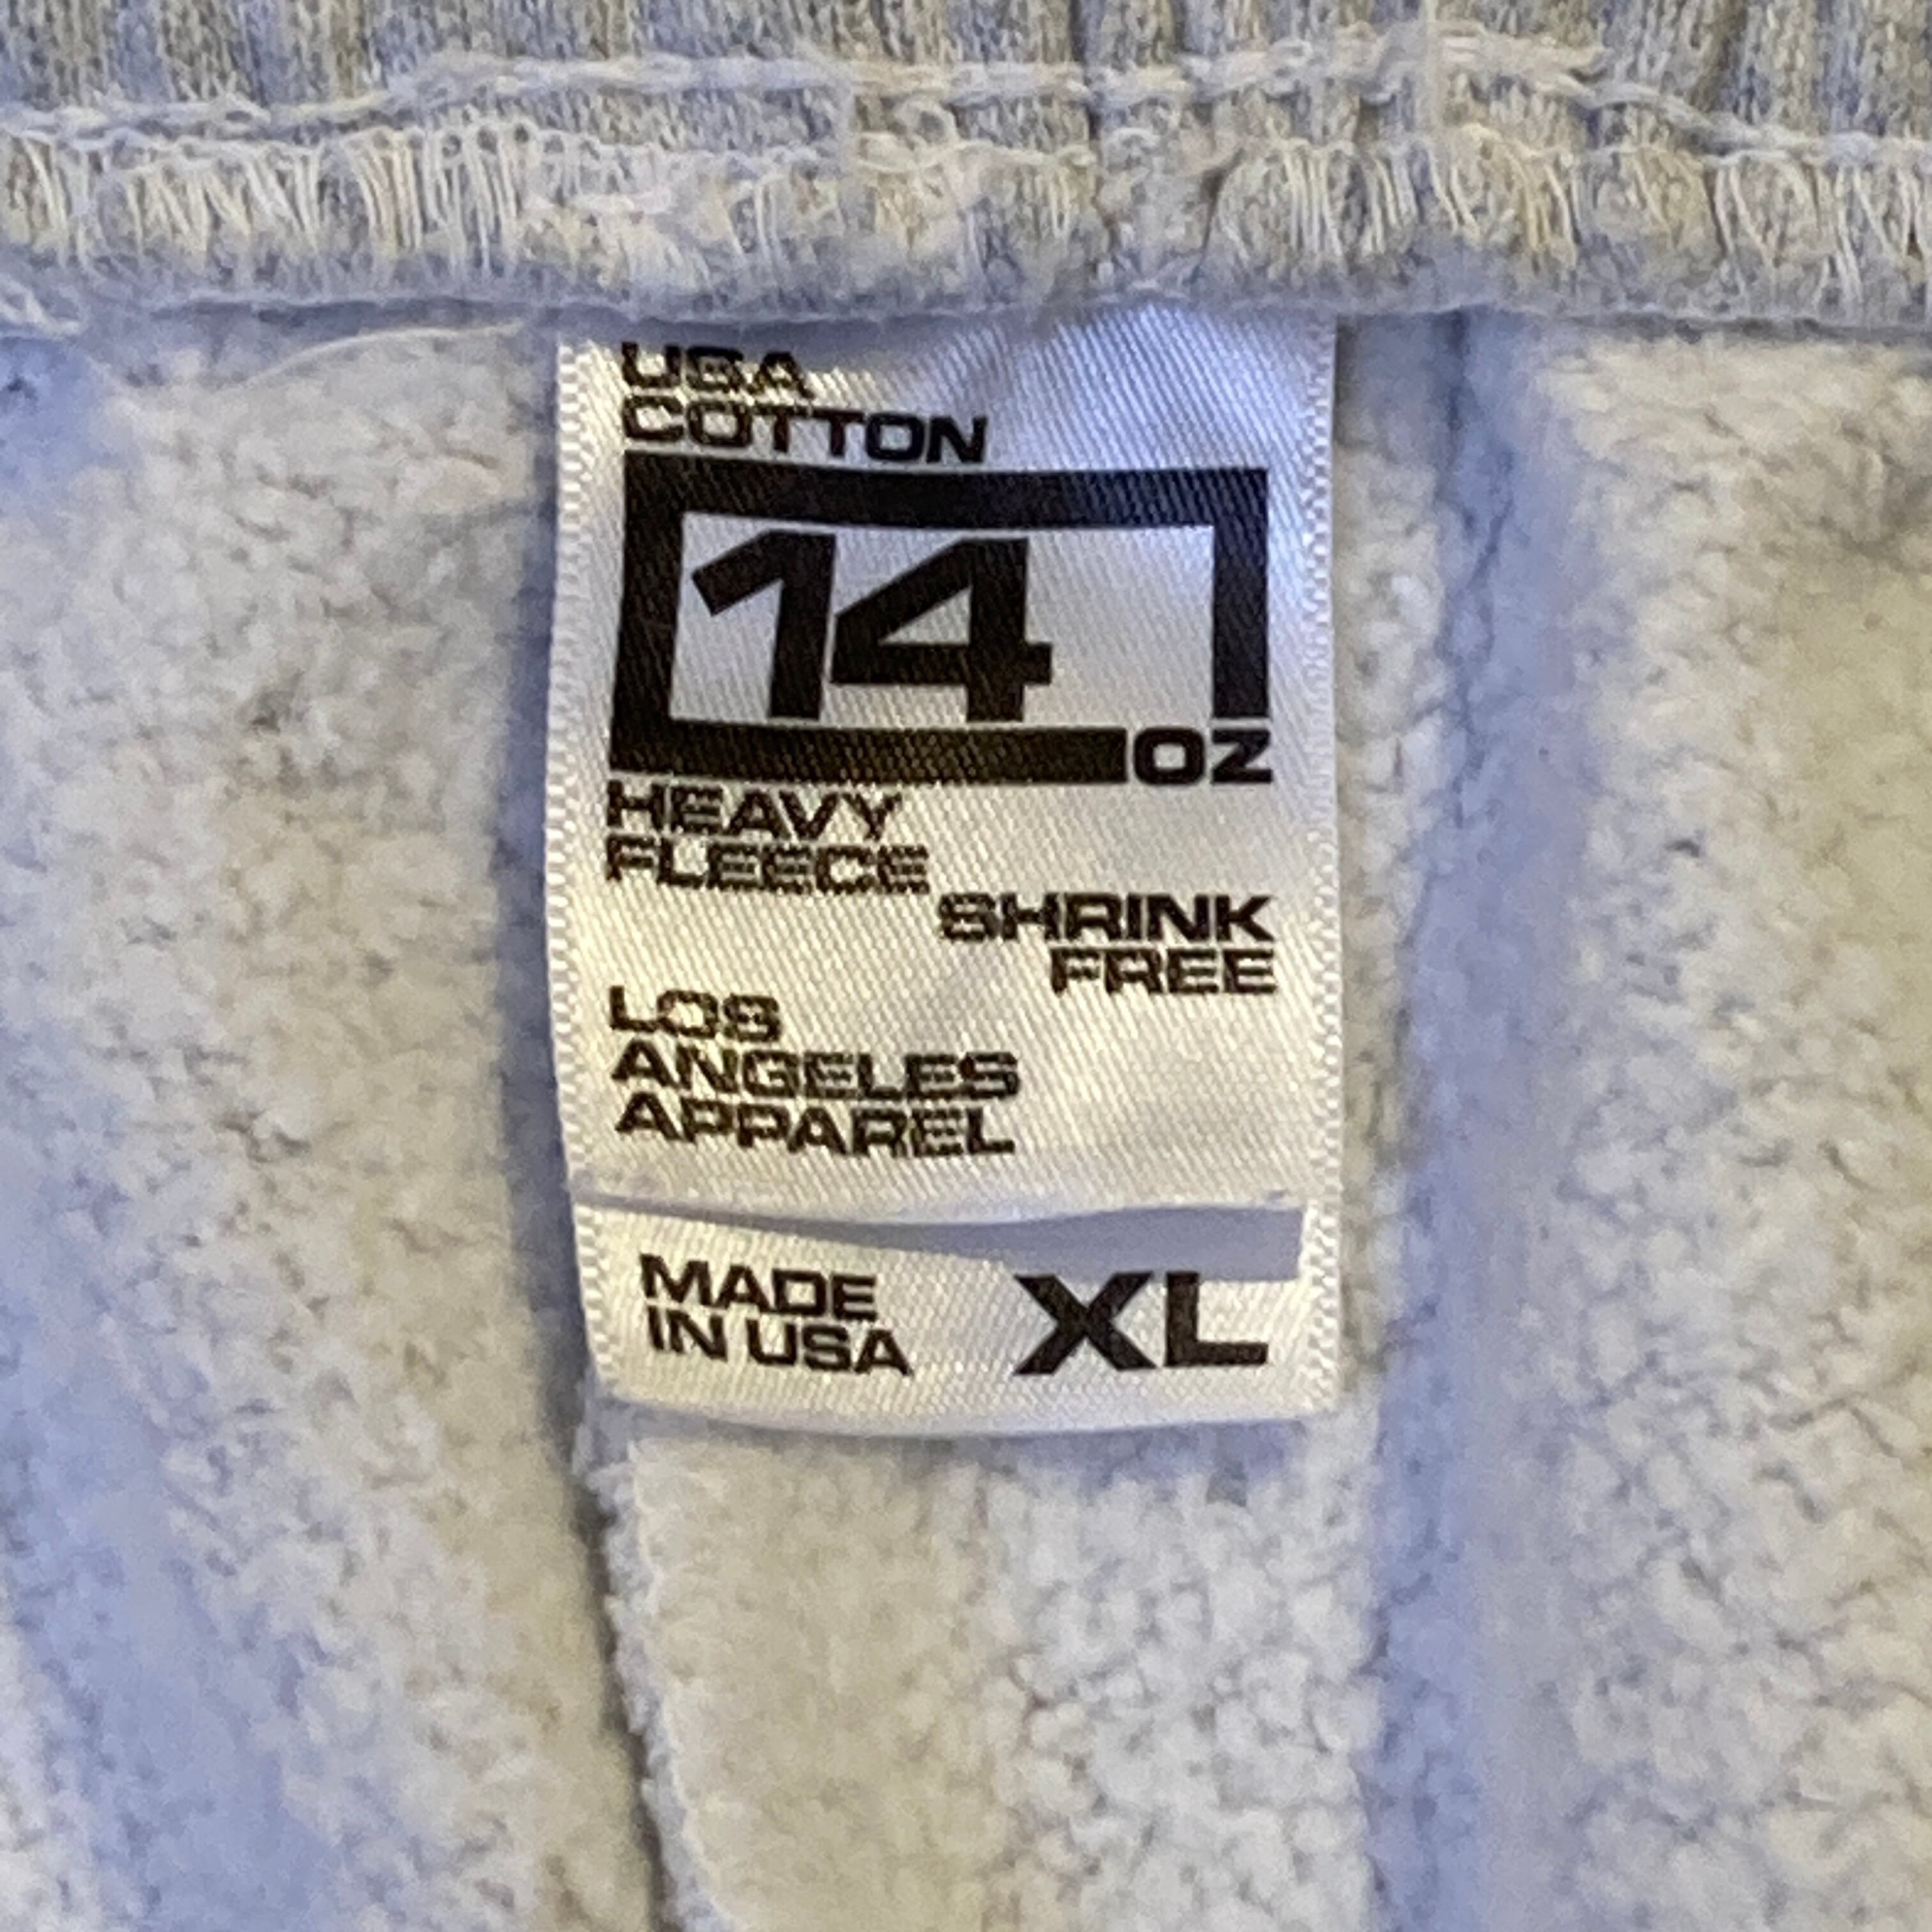 USA
COTTON
14
OZ
HEAVY
FLEECE
SHRINK
FREE
LOS
ANGELES
APPAREL
MADE
IN USA
XL